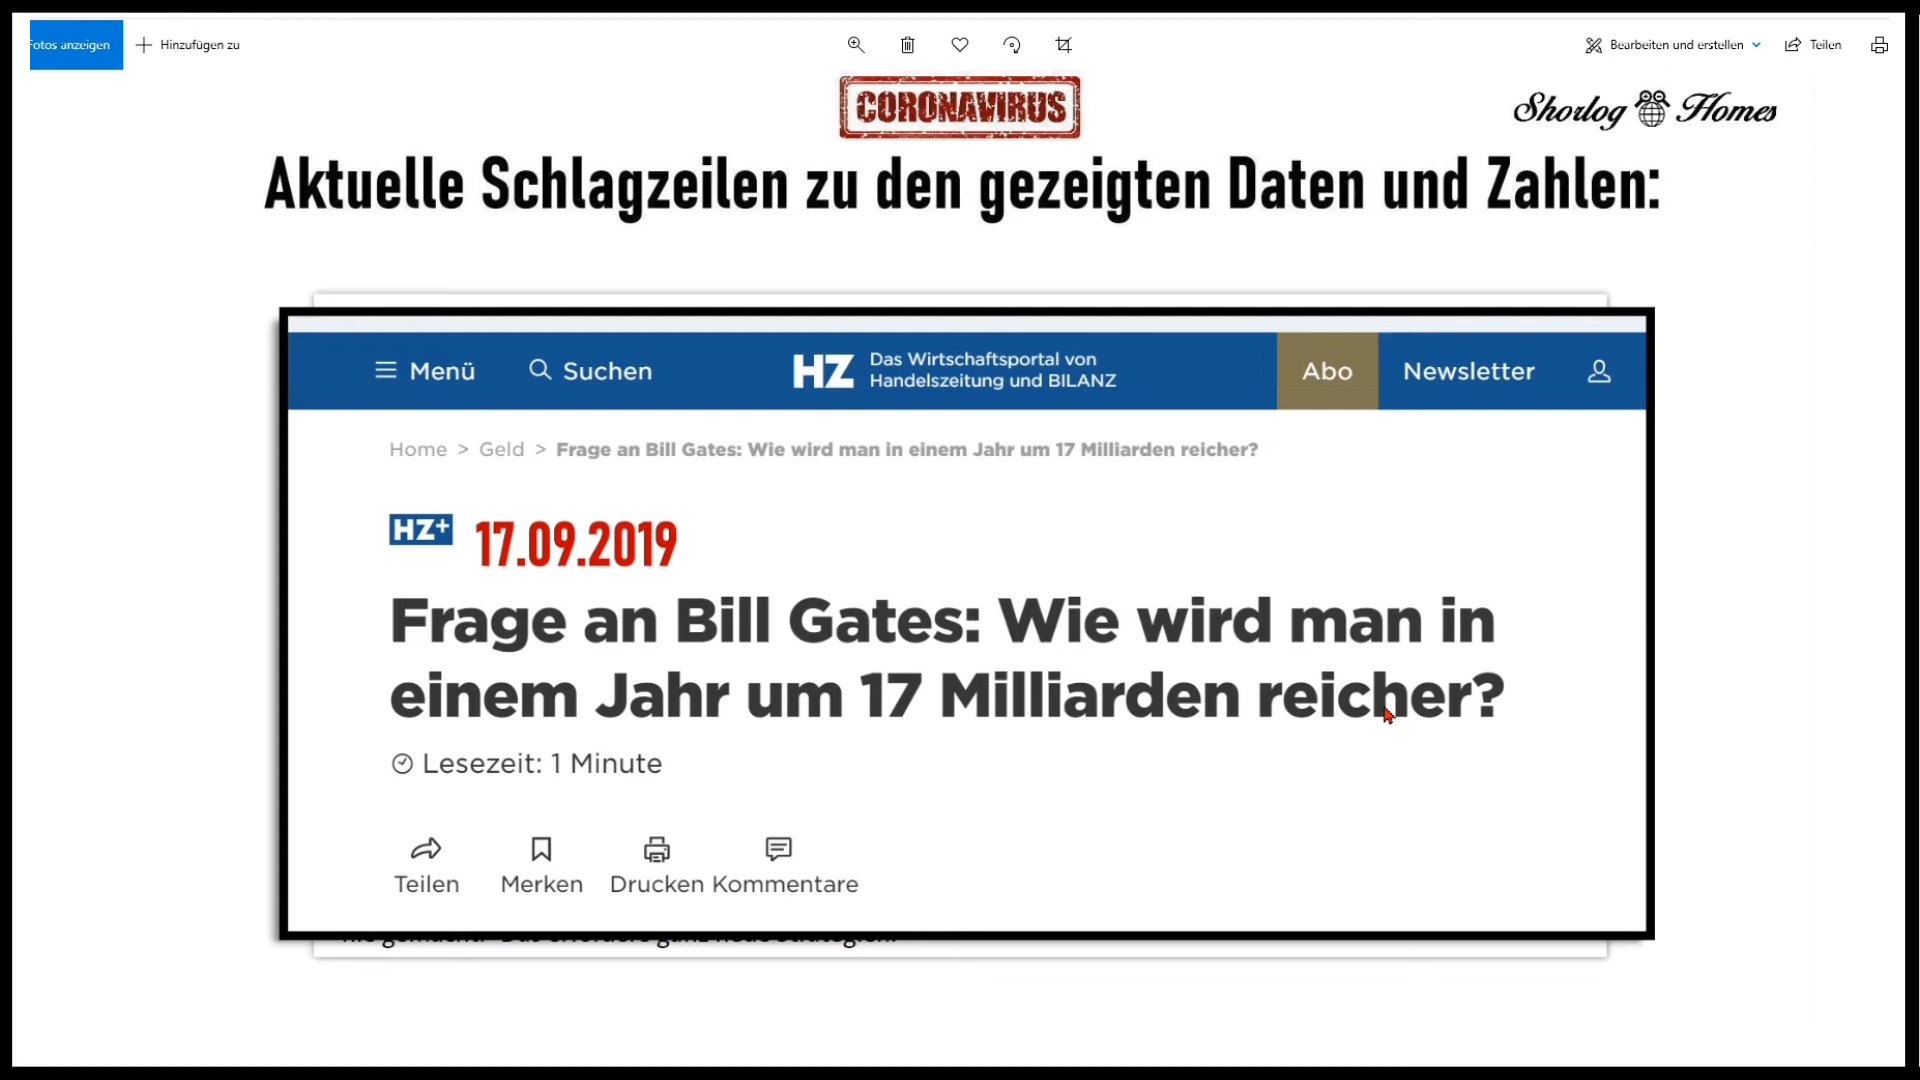 Fotos anzeigen
Hinzufügen zu
Bearbeiten und erstellen
Teilen
CORONAVIRUS
Shorlog Homes
Aktuelle Schlagzeilen zu den gezeigten Daten und Zahlen:
Menü
Suchen
HZ
Das Wirtschaftsportal von
Handelszeitung und BILANZ
Abo
Newsletter
Home > Geld > Frage an Bill Gates: Wie wird man in einem Jahr um 17 Milliarden reicher?
HZ+ 17.09.2019
Frage an Bill Gates: Wie wird man in
einem Jahr um 17 Milliarden reicher?
Lesezeit: 1 Minute
Teilen
Merken
Drucken
Kommentare